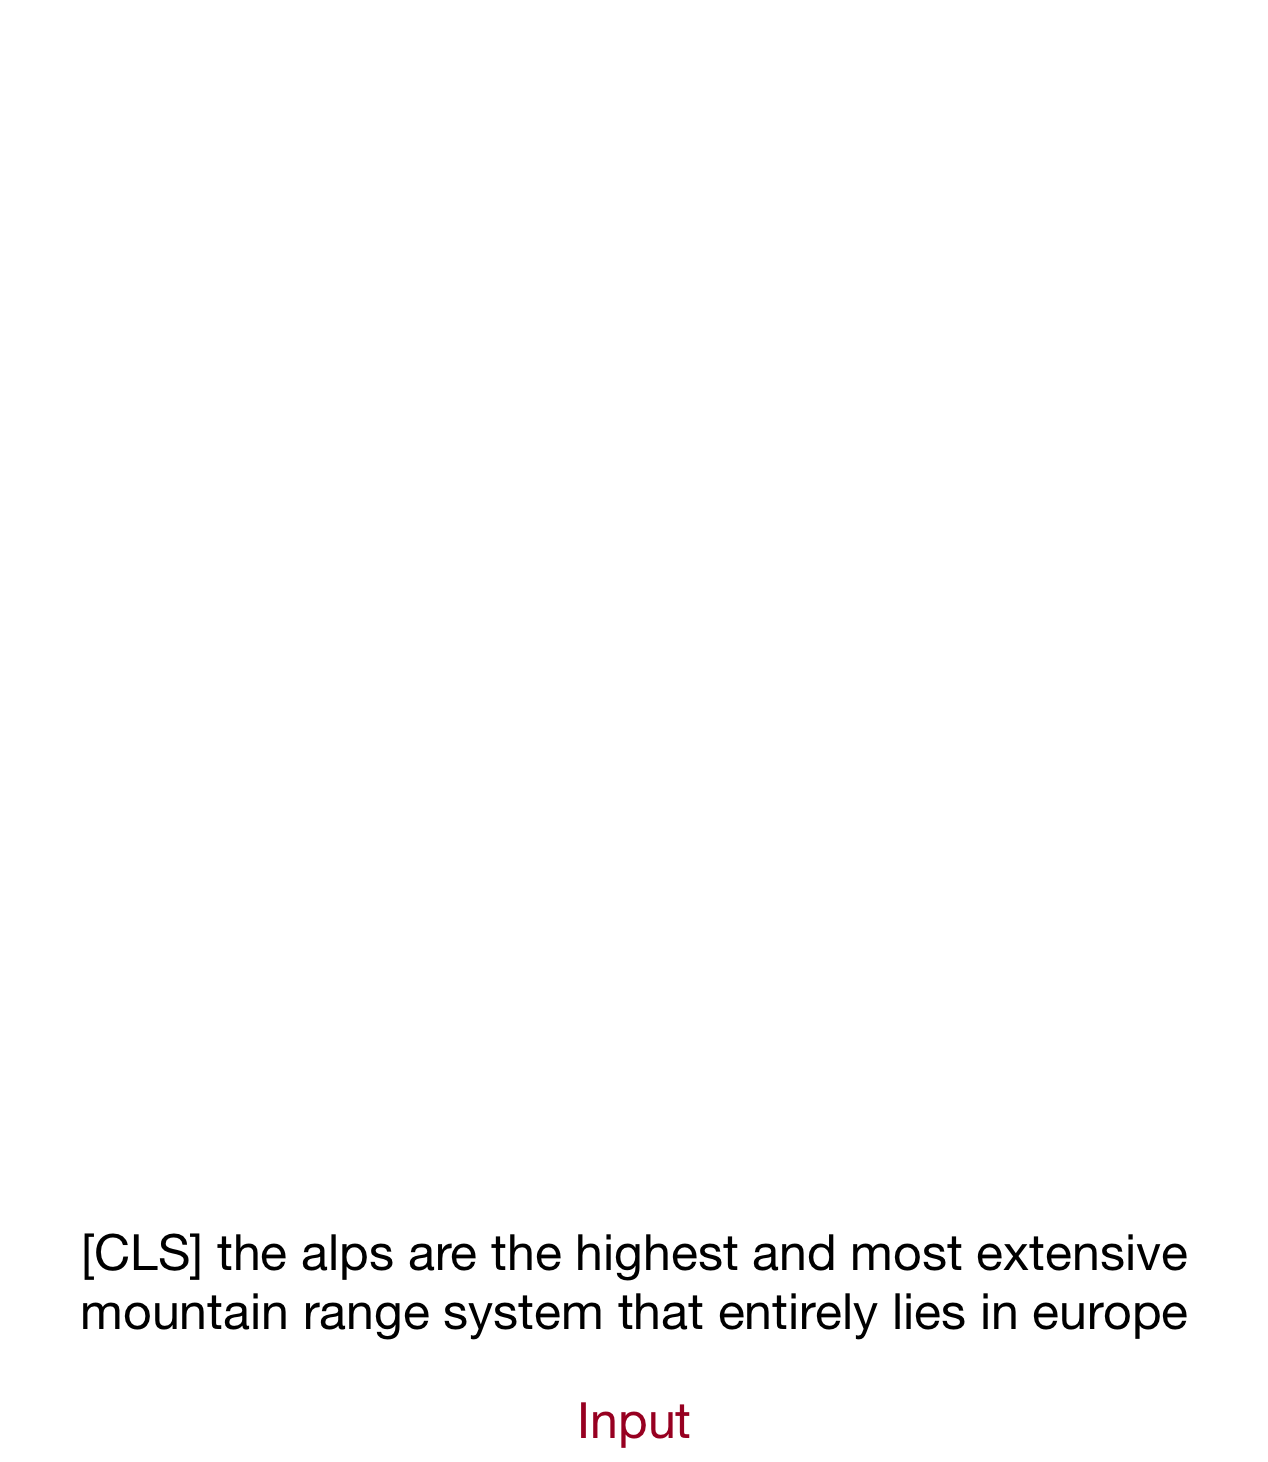 [CLS] the alps are the highest and most extensive
mountain range system that entirely lies in europe
Input